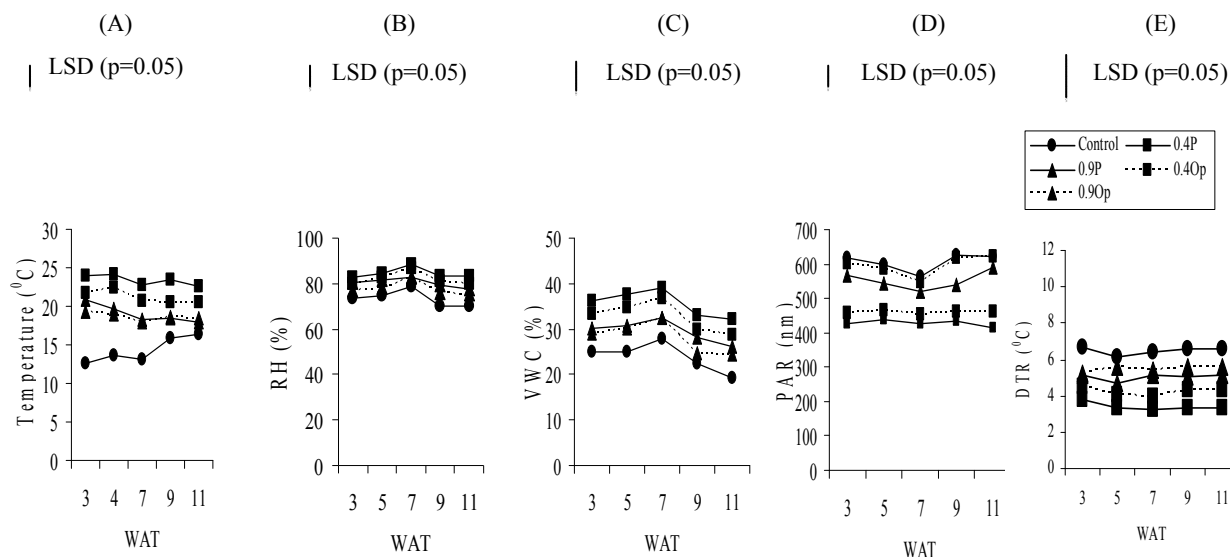 (A) (B) (C) (D) (E)
LSD (p=0.05) LSD (p=0.05) LSD (p=0.05) LSD (p=0.05) LSD (p=0.05)
Control 0.4P
0.9P 0.4Op
0.9Op
Temperature (⁰C)
30
25
20
15
10
5
0
3 4 7 9 11
WAT
RH (%)
100
80
60
40
20
0
3 5 7 9 11
WAT
VWC (%)
50
40
30
20
10
0
3 5 7 9 11
WAT
PAR (nm)
700
600
500
400
300
200
100
0
3 5 7 9 11
WAT
DTR (⁰C)
12
10
8
6
4
2
0
3 5 7 9 11
WAT